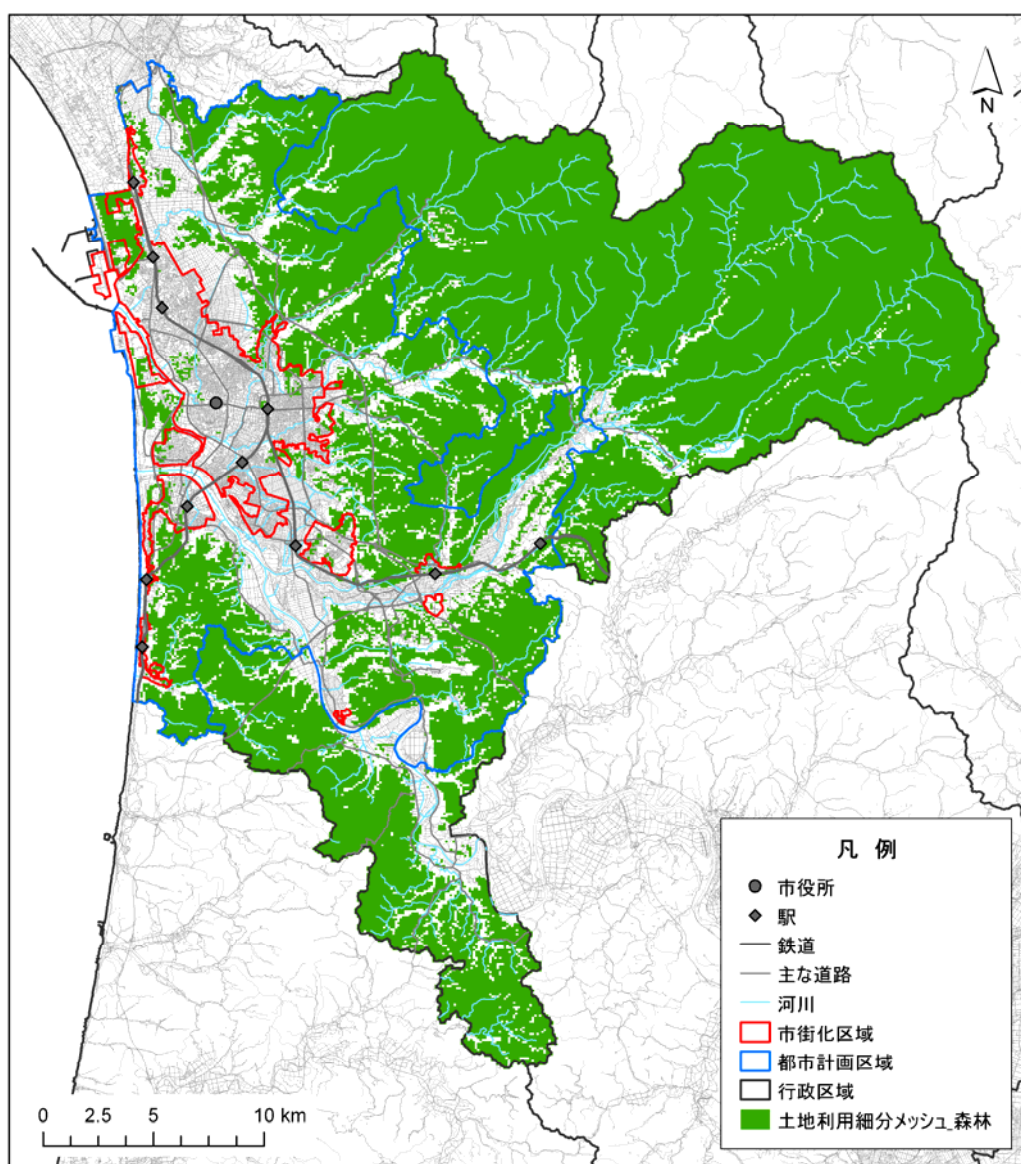 N
凡 例
市役所
駅
鉄道
主な道路
河川
市街化区域
都市計画区域
行政区域
土地利用細分メッシュ_森林
0 2.5 5 10 km